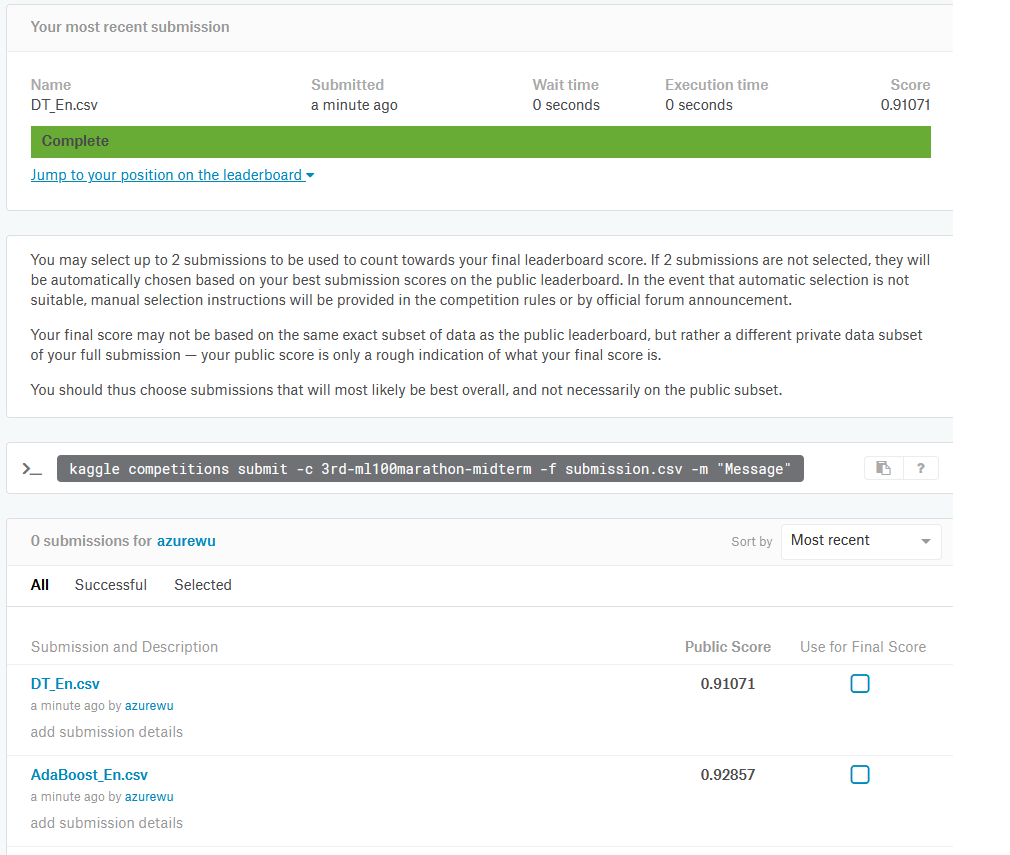 Your most recent submission
Name Submitted Wait time Execution time Score
DT_En.csv a minute ago 0 seconds 0 seconds 0.91071
Complete
Jump to your position on the leaderboard
You may select up to 2 submissions to be used to count towards your final leaderboard score. If 2 submissions are not selected, they will
be automatically chosen based on your best submission scores on the public leaderboard. In the event that automatic selection is not
suitable, manual selection instructions will be provided in the competition rules or by official forum announcement.
Your final score may not be based on the same exact subset of data as the public leaderboard, but rather a different private data subset
of your full submission — your public score is only a rough indication of what your final score is.
You should thus choose submissions that will most likely be best overall, and not necessarily on the public subset.
>_ kaggle competitions submit -c 3rd-ml100marathon-midterm -f submission.csv -m "Message" ?
0 submissions for azurewu Sort by Most recent
All Successful Selected
Submission and Description Public Score Use for Final Score
DT_En.csv 0.91071
a minute ago by azurewu
add submission details
AdaBoost_En.csv 0.92857
a minute ago by azurewu
add submission details